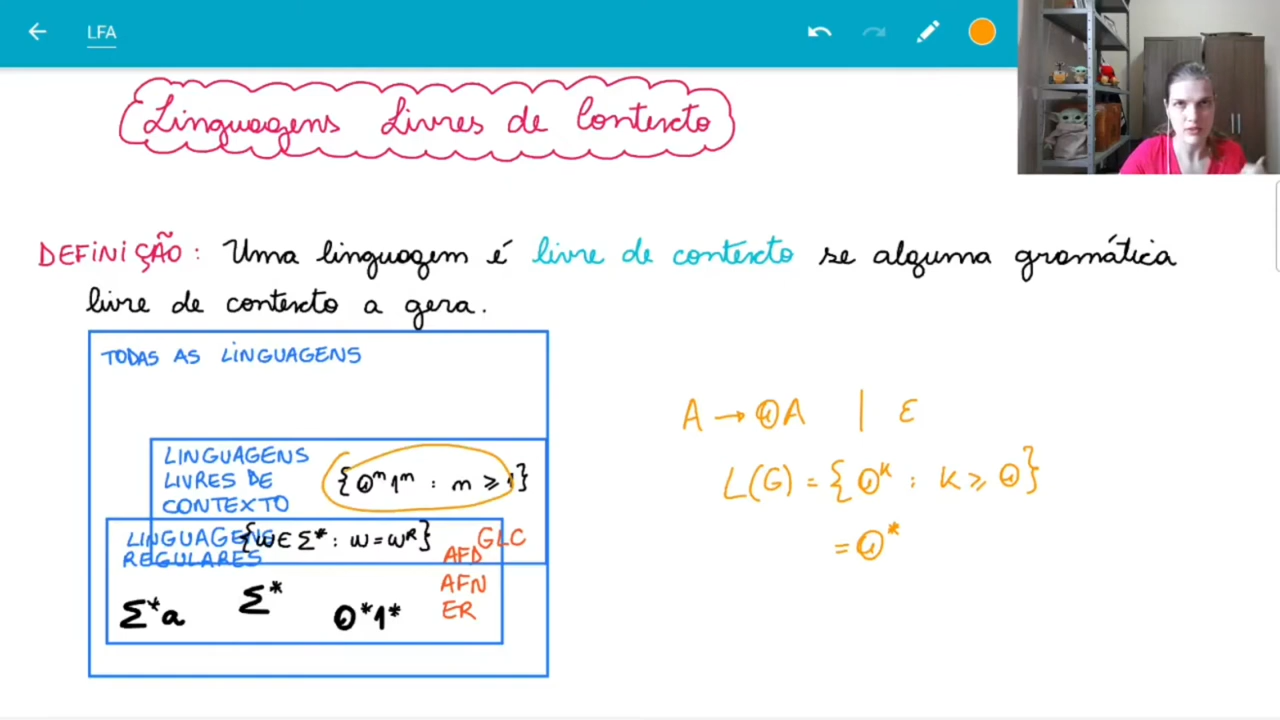 LFA
Linguagens Livres de Contexto
DEFINIÇÃO: Uma linguagem é livre de contexto se alguma gramática
livre de contexto a gera.
TODAS AS LINGUAGENS
LINGUAGENS
LIVRES DE
CONTEXTO
{0ⁿ1ⁿ : n ≥ 1}
{w ∈ Σ* : w = wᴿ}
GLC
LINGUAGENS
REGULARES
AFD
AFN
ER
Σ*a
Σ*
0*1*
A → 0A | ε
L(G) = {0ᵏ : k ≥ 0}
= 0*